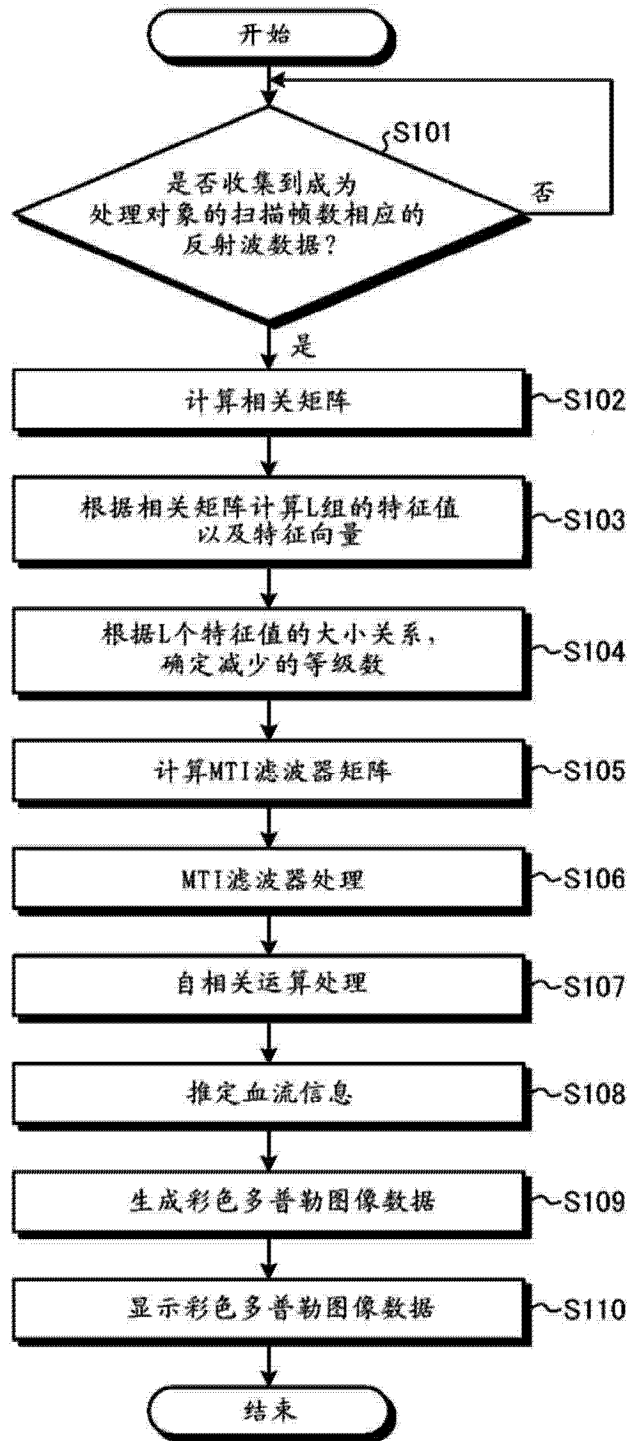 开始
S101
是否收集到成为
处理对象的扫描帧数相应的
反射波数据?
否
是
计算相关矩阵
S102
根据相关矩阵计算L组的特征值
以及特征向量
S103
根据L个特征值的大小关系,
确定减少的等级数
S104
计算MTI滤波器矩阵
S105
MTI滤波器处理
S106
自相关运算处理
S107
推定血流信息
S108
生成彩色多普勒图像数据
S109
显示彩色多普勒图像数据
S110
结束